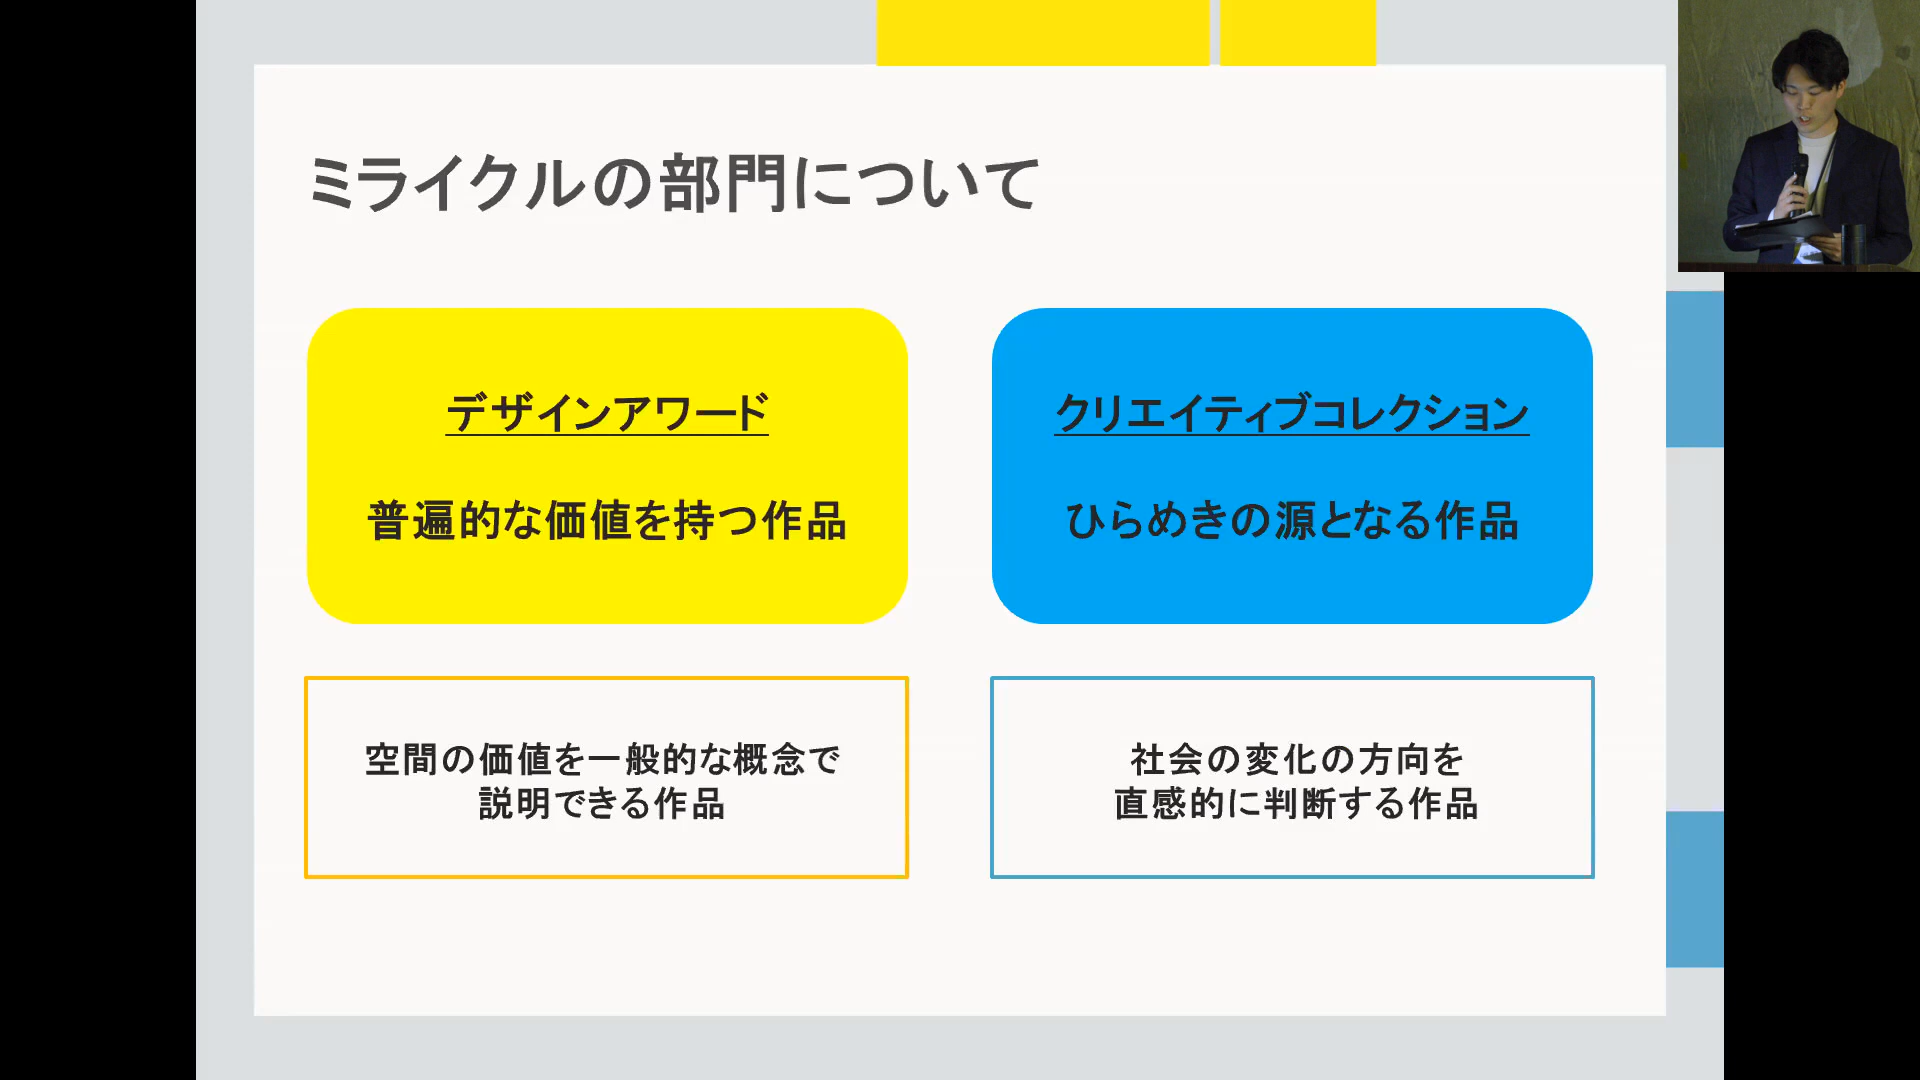 ミライクルの部門について
デザインアワード
普遍的な価値を持つ作品
クリエイティブコレクション
ひらめきの源となる作品
空間の価値を一般的な概念で
説明できる作品
社会の変化の方向を
直感的に判断する作品